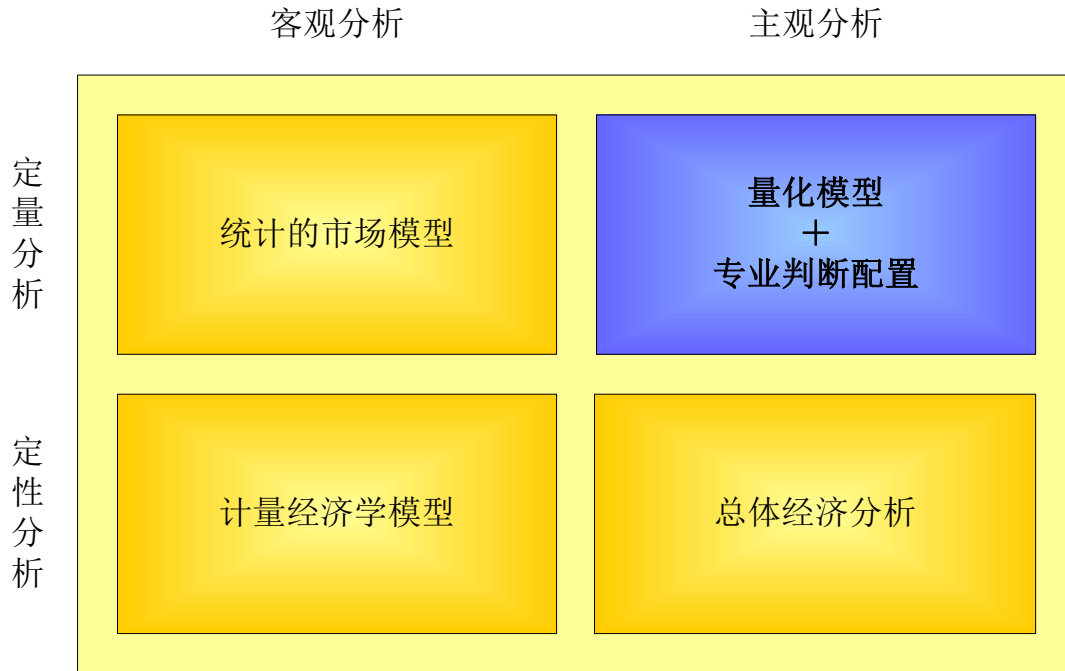 客观分析
主观分析
定量分析
统计的市场模型
量化模型
＋
专业判断配置
定性分析
计量经济学模型
总体经济分析